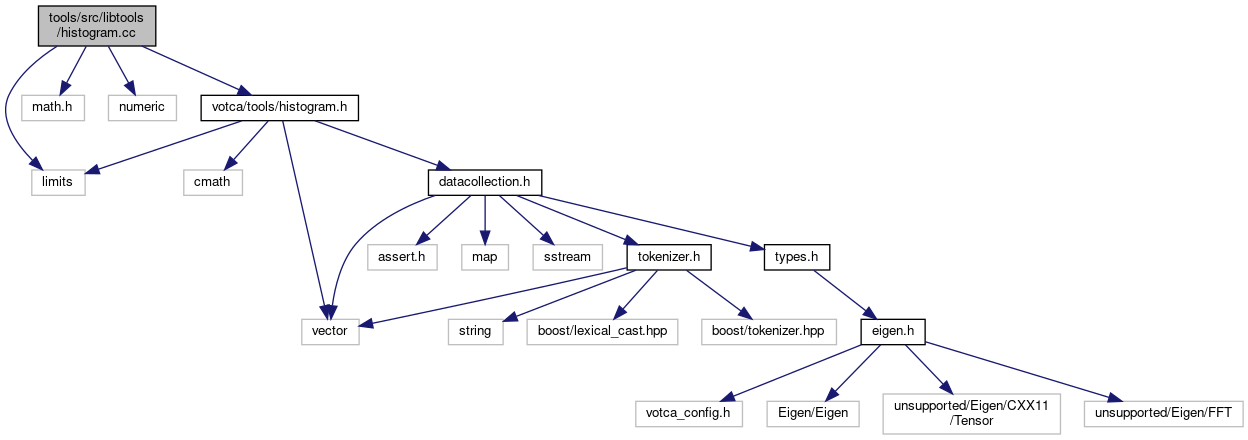 tools/src/libtools
/histogram.cc
math.h
numeric
votca/tools/histogram.h
limits
cmath
datacollection.h
assert.h
map
sstream
tokenizer.h
types.h
vector
string
boost/lexical_cast.hpp
boost/tokenizer.hpp
eigen.h
votca_config.h
Eigen/Eigen
unsupported/Eigen/CXX11
/Tensor
unsupported/Eigen/FFT